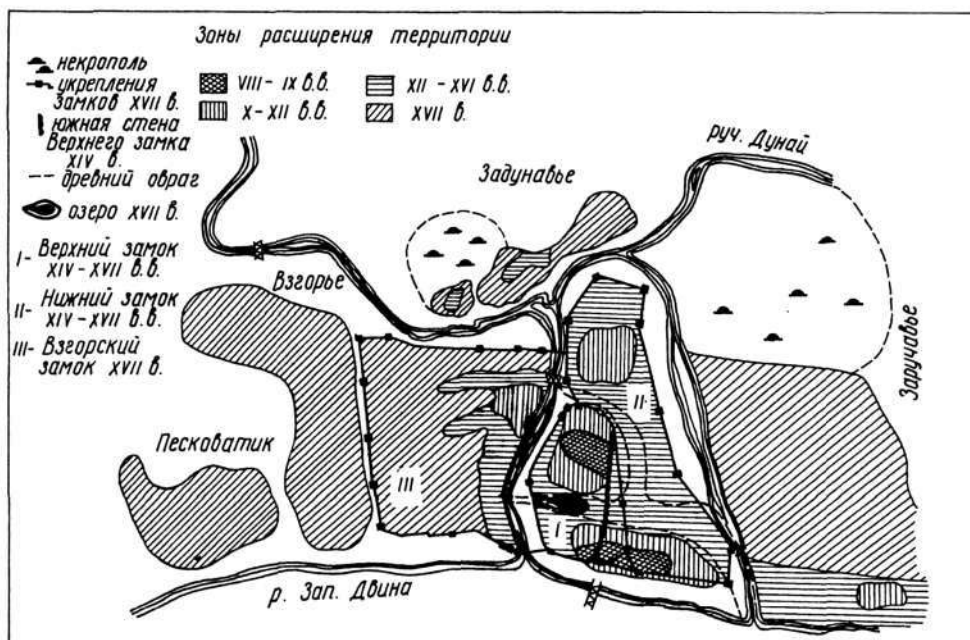 Зоны расширения территории
некрополь
укрепления
Замков XVII в.
южная стена
Верхнего замка
XIV в.
древний овраг
озеро XVII в.
I- Верхний замок
XIV-XVII в.в.
II- Нижний замок
XIV-XVII в.в.
III- Взгорский
замок XVII в.
VIII-IX в.в.
X-XII в.в.
XII-XVI в.в.
XVII в.
руч. Дунай
Задунавье
Взгорье
Заручавье
Песковатик
II
III
I
р. Зап. Двина